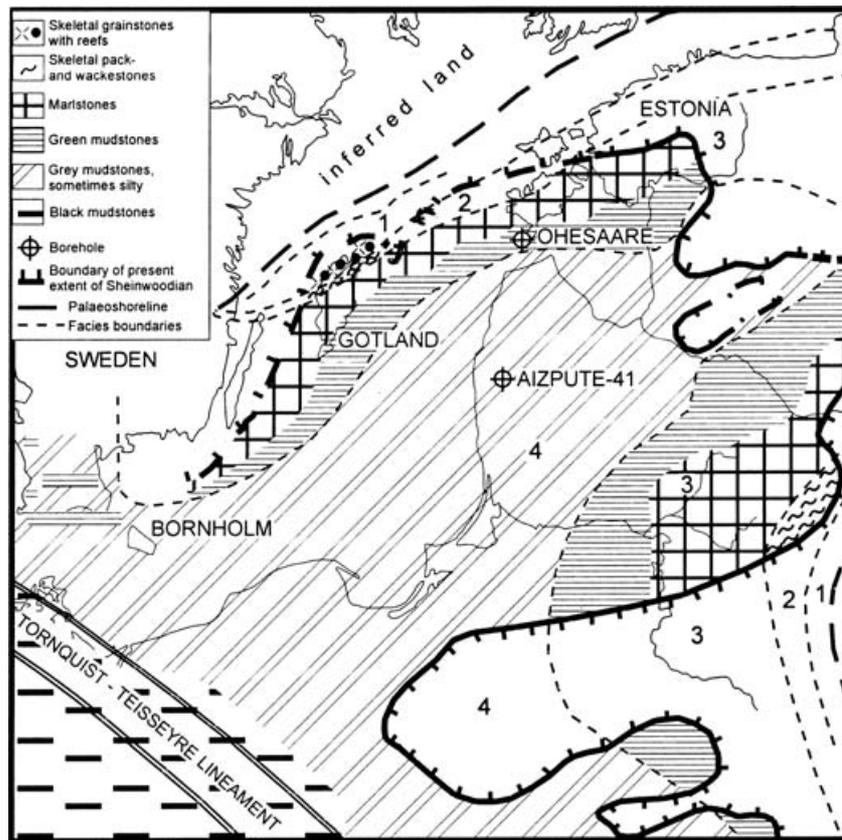 Skeletal grainstones
with reefs
Skeletal pack-
and wackestones
Marlstones
Green mudstones
Grey mudstones,
sometimes silty
Black mudstones
Borehole
Boundary of present
extent of Sheinwoodian
Palaeoshoreline
Facies boundaries
inferred land
ESTONIA
3
2
1
OHESAARE
GOTLAND
SWEDEN
AIZPUTE-41
4
3
BORNHOLM
2
1
3
4
TORNQUIST - TEISSEYRE LINEAMENT